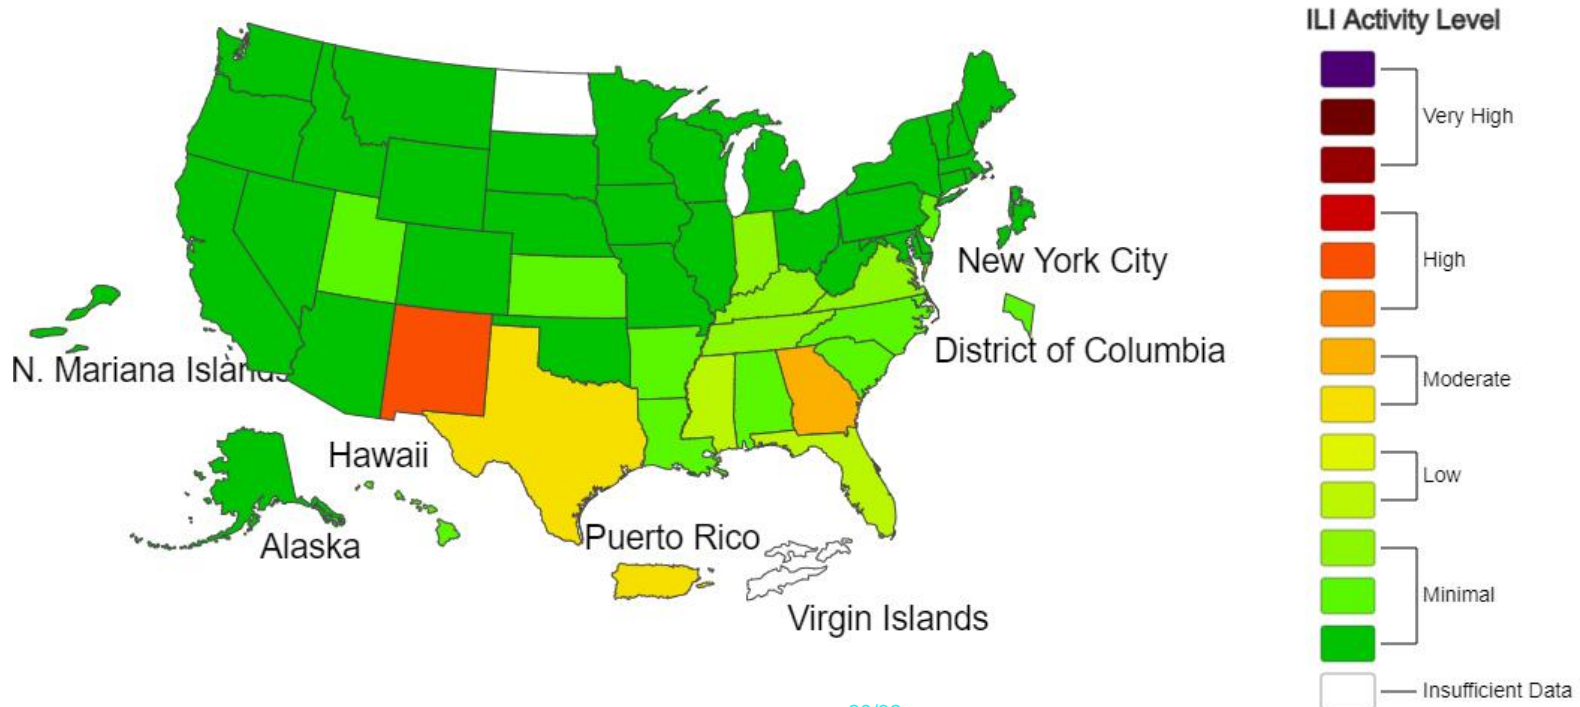 ILI Activity Level
Very High
High
Moderate
Low
Minimal
Insufficient Data
New York City
District of Columbia
N. Mariana Islands
Hawaii
Alaska
Puerto Rico
Virgin Islands